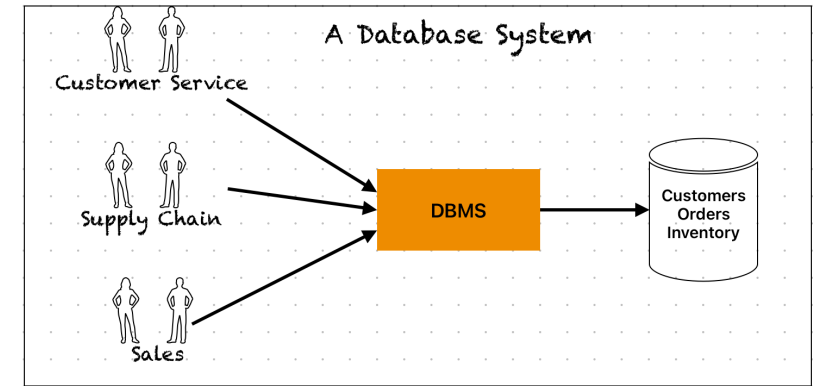 A Database System
Customer Service
Supply Chain
Sales
DBMS
Customers
Orders
Inventory